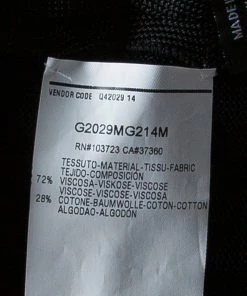 MADE
VENDOR CODE Q42029 14
G2029MG214M
RN#103723 CA#37360
TESSUTO-MATERIAL-TISSU-FABRIC
TEJIDO-COMPOSICION
72% VISCOSA-VISKOSE-VISCOSE
VISCOSA-VISCOSE-VISCOSE
28% COTONE-BAUMWOLLE-COTON-COTTON
ALGODAO-ALGODÓN